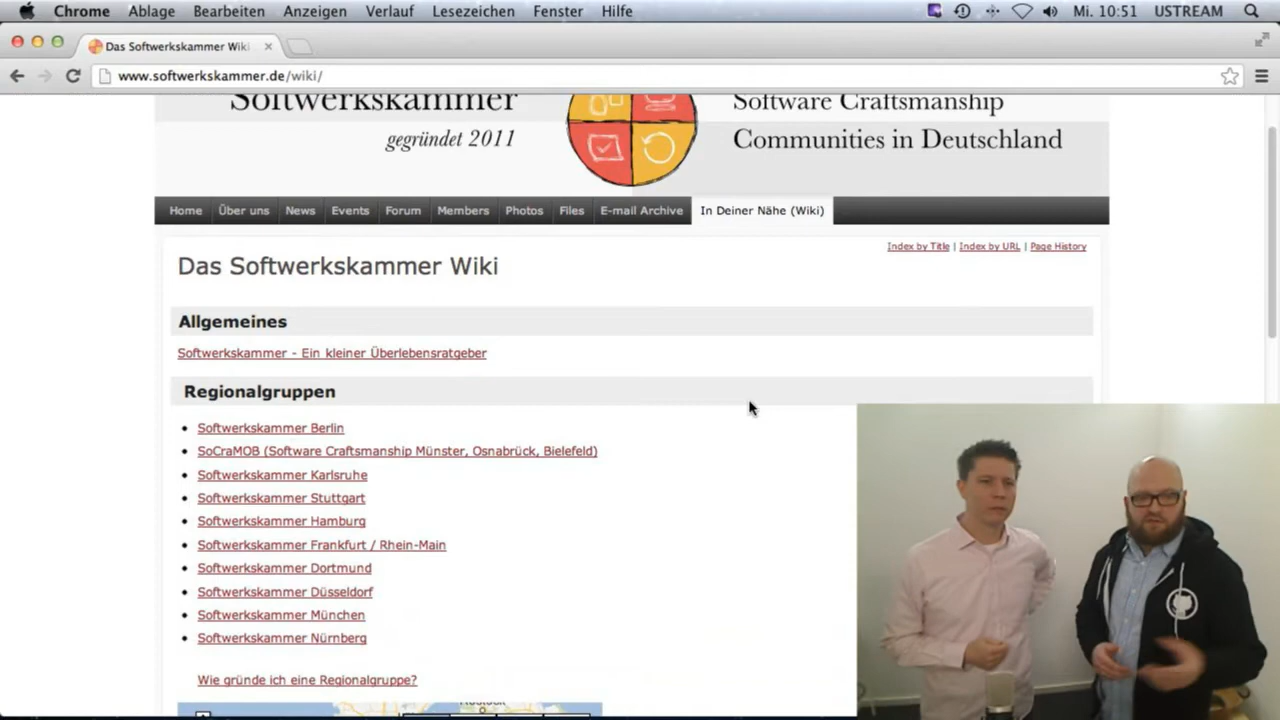 Chrome Ablage Bearbeiten Anzeigen Verlauf Lesezeichen Fenster Hilfe Mi. 10:51 USTREAM
Das Softwerkskammer Wiki
www.softwerkskammer.de/wiki/
Softwerkskammer
gegründet 2011
Software Craftsmanship
Communities in Deutschland
Home Über uns News Events Forum Members Photos Files E-mail Archive In Deiner Nähe (Wiki)
Index by Title | Index by URL | Page History
Das Softwerkskammer Wiki
Allgemeines
Softwerkskammer - Ein kleiner Überlebensratgeber
Regionalgruppen
Softwerkskammer Berlin
SoCraMOB (Software Craftsmanship Münster, Osnabrück, Bielefeld)
Softwerkskammer Karlsruhe
Softwerkskammer Stuttgart
Softwerkskammer Hamburg
Softwerkskammer Frankfurt / Rhein-Main
Softwerkskammer Dortmund
Softwerkskammer Düsseldorf
Softwerkskammer München
Softwerkskammer Nürnberg
Wie gründe ich eine Regionalgruppe?